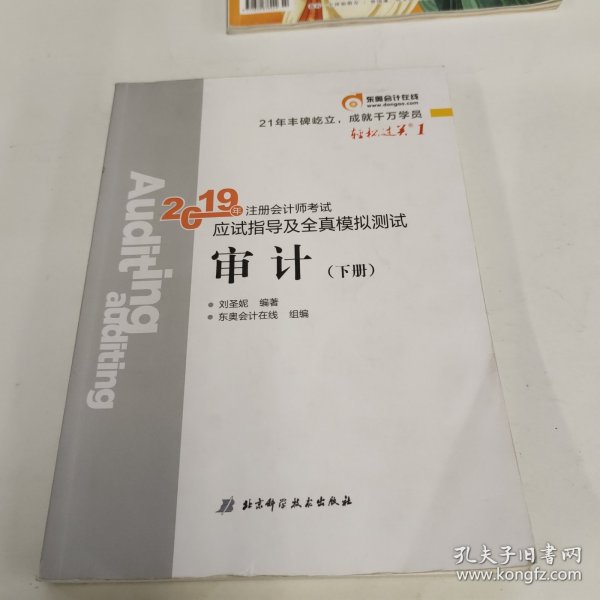 东奥会计在线
www.dongao.com
21年丰碑屹立，成就千万学员
轻松过关®1
Auditing
auditing
2019年注册会计师考试
应试指导及全真模拟测试
审计（下册）
刘圣妮 编著
东奥会计在线 组编
北京科学技术出版社
孔夫子旧书网
www.kongfz.com